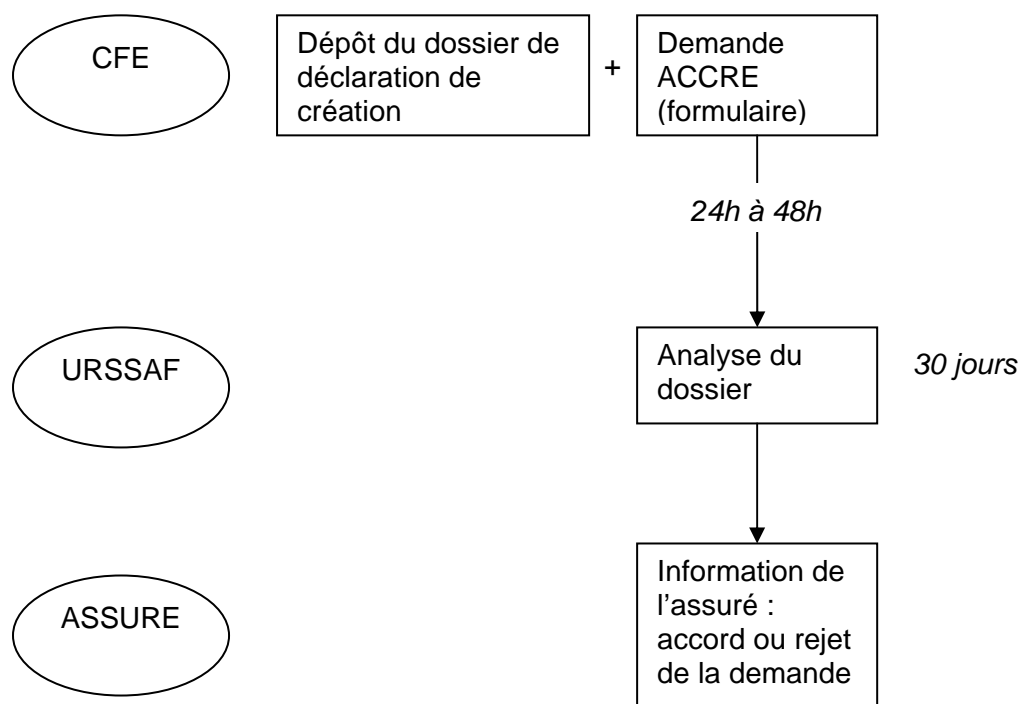 CFE
Dépôt du dossier de
déclaration de
création
+
Demande
ACCRE
(formulaire)
24h à 48h
URSSAF
Analyse du
dossier
30 jours
ASSURE
Information de
l’assuré :
accord ou rejet
de la demande